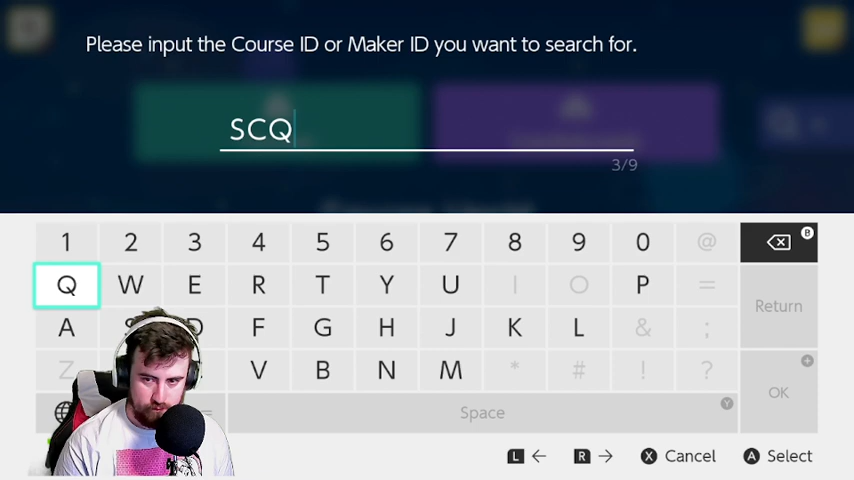 Please input the Course ID or Maker ID you want to search for.
SCQ
3/9
1 2 3 4 5 6 7 8 9 0 @ B
Q W E R T Y U I O P = Return
A S D F G H J K L & ;
Z V B N M * # ! ? + OK
= Space Y
L ← R → X Cancel A Select